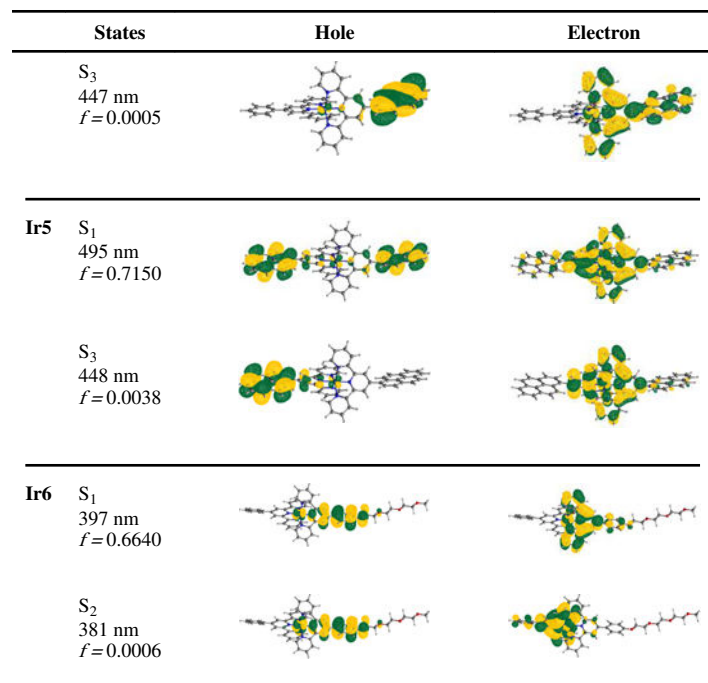 States Hole Electron
S₃
447 nm
f = 0.0005
Ir5 S₁
495 nm
f = 0.7150
S₃
448 nm
f = 0.0038
Ir6 S₁
397 nm
f = 0.6640
S₂
381 nm
f = 0.0006